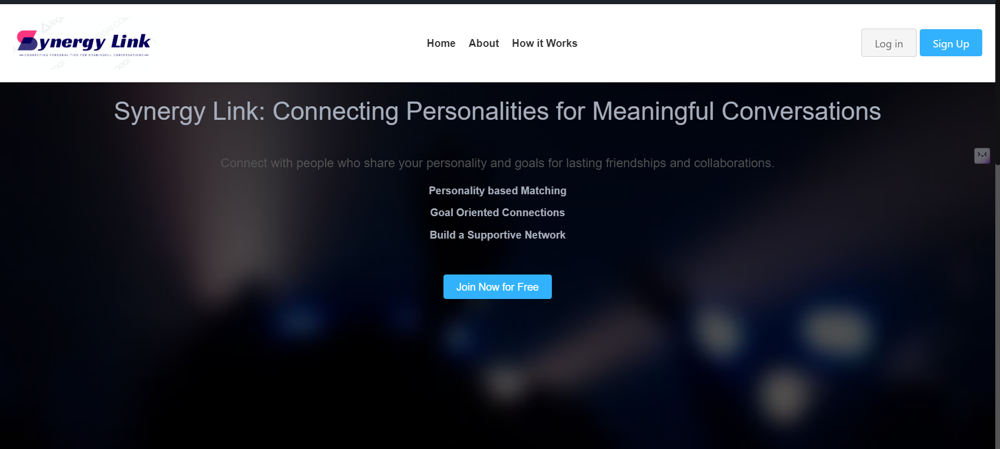 Synergy Link
CONNECTING PERSONALITIES FOR MEANINGFUL CONVERSATIONS
Home About How it Works
Log in Sign Up
Synergy Link: Connecting Personalities for Meaningful Conversations
Connect with people who share your personality and goals for lasting friendships and collaborations.
Personality based Matching
Goal Oriented Connections
Build a Supportive Network
Join Now for Free